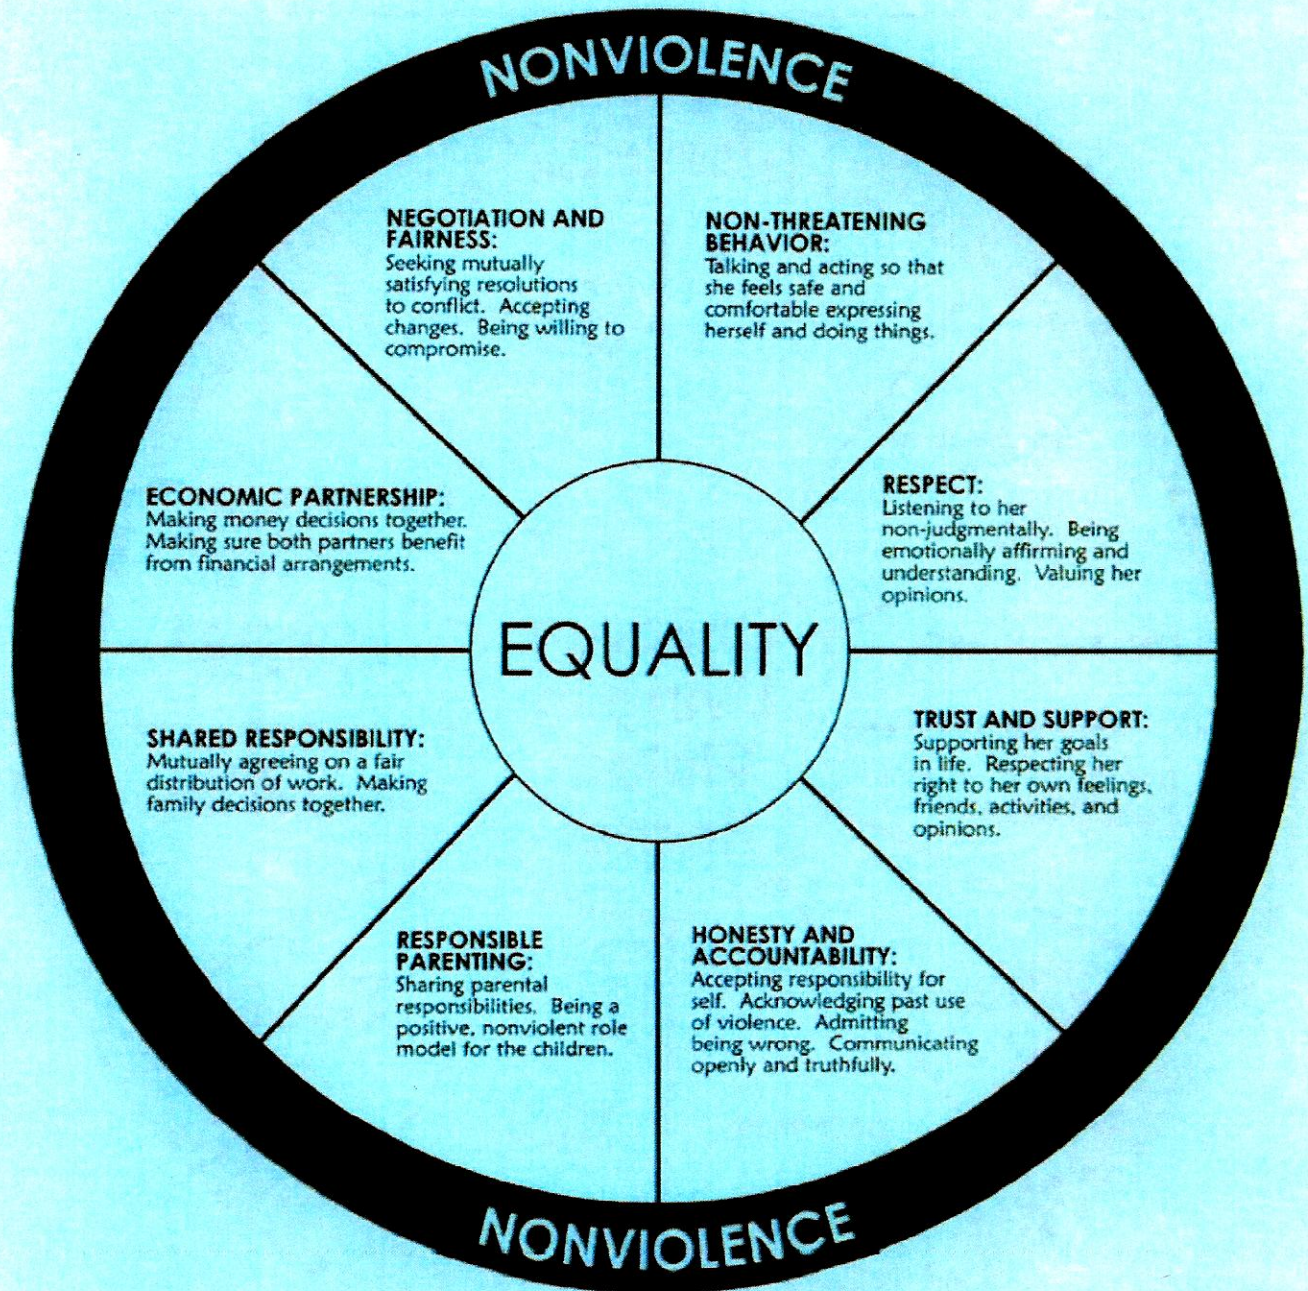 NONVIOLENCE
NEGOTIATION AND
FAIRNESS:
Seeking mutually
satisfying resolutions
to conflict. Accepting
changes. Being willing to
compromise.
NON-THREATENING
BEHAVIOR:
Talking and acting so that
she feels safe and
comfortable expressing
herself and doing things.
ECONOMIC PARTNERSHIP:
Making money decisions together.
Making sure both partners benefit
from financial arrangements.
RESPECT:
Listening to her
non-judgmentally. Being
emotionally affirming and
understanding. Valuing her
opinions.
EQUALITY
SHARED RESPONSIBILITY:
Mutually agreeing on a fair
distribution of work. Making
family decisions together.
TRUST AND SUPPORT:
Supporting her goals
in life. Respecting her
right to her own feelings,
friends, activities, and
opinions.
RESPONSIBLE
PARENTING:
Sharing parental
responsibilities. Being a
positive, nonviolent role
model for the children.
HONESTY AND
ACCOUNTABILITY:
Accepting responsibility for
self. Acknowledging past use
of violence. Admitting
being wrong. Communicating
openly and truthfully.
NONVIOLENCE